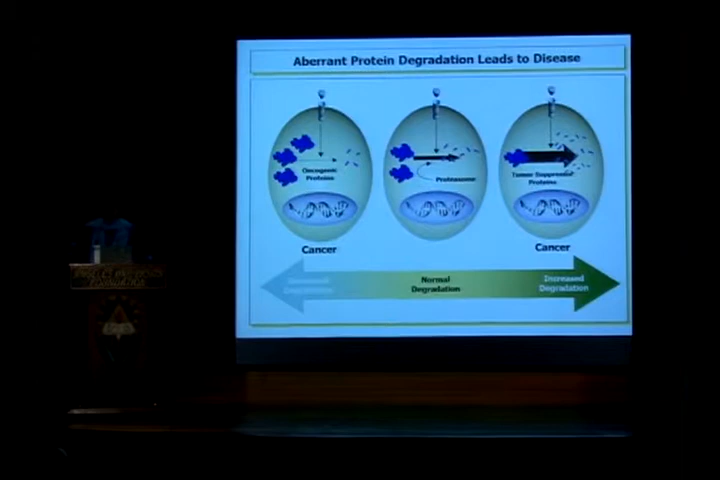 Aberrant Protein Degradation Leads to Disease
Oncogenic
Proteins
Proteasome
Tumor Suppressor
Proteins
Cancer
Cancer
Normal
Degradation
Increased
Degradation